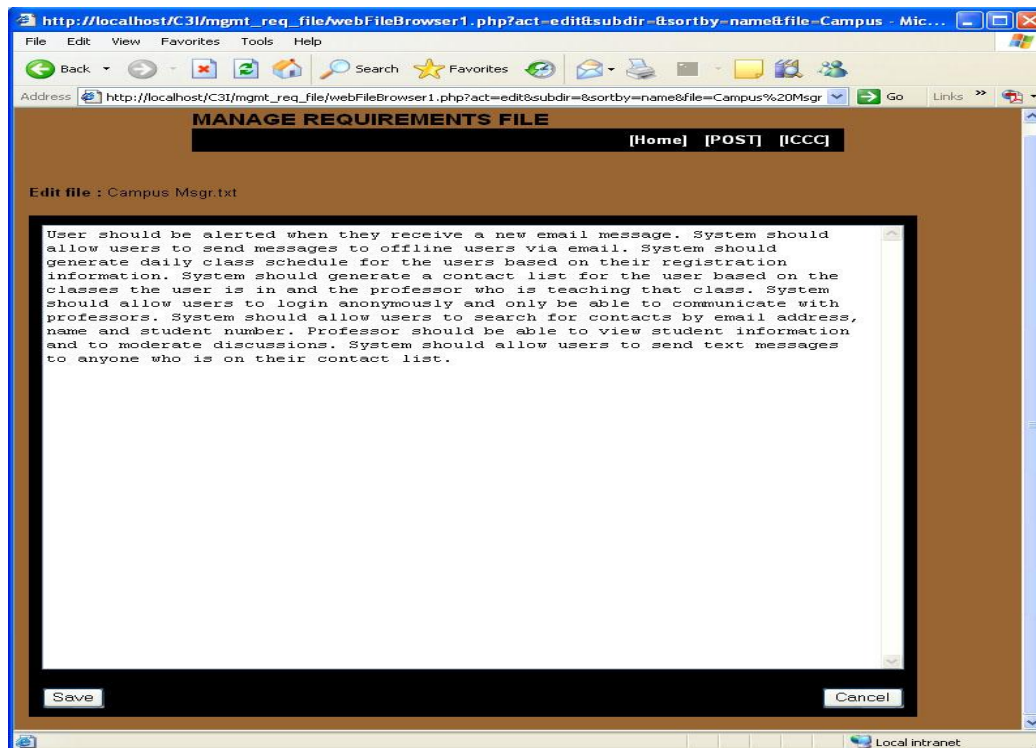 http://localhost/C3I/mgmt_req_file/webFileBrowser1.php?act=edit&subdir=&sortby=name&file=Campus - Mic...
File Edit View Favorites Tools Help
Back Search Favorites
Address http://localhost/C3I/mgmt_req_file/webFileBrowser1.php?act=edit&subdir=&sortby=name&file=Campus%20Msgr Go Links »
MANAGE REQUIREMENTS FILE
[Home] [POST] [ICCC]
Edit file : Campus Msgr.txt
User should be alerted when they receive a new email message. System should
allow users to send messages to offline users via email. System should
generate daily class schedule for the users based on their registration
information. System should generate a contact list for the user based on the
classes the user is in and the professor who is teaching that class. System
should allow users to login anonymously and only be able to communicate with
professors. System should allow users to search for contacts by email address,
name and student number. Professor should be able to view student information
and to moderate discussions. System should allow users to send text messages
to anyone who is on their contact list.
Save Cancel
Local intranet